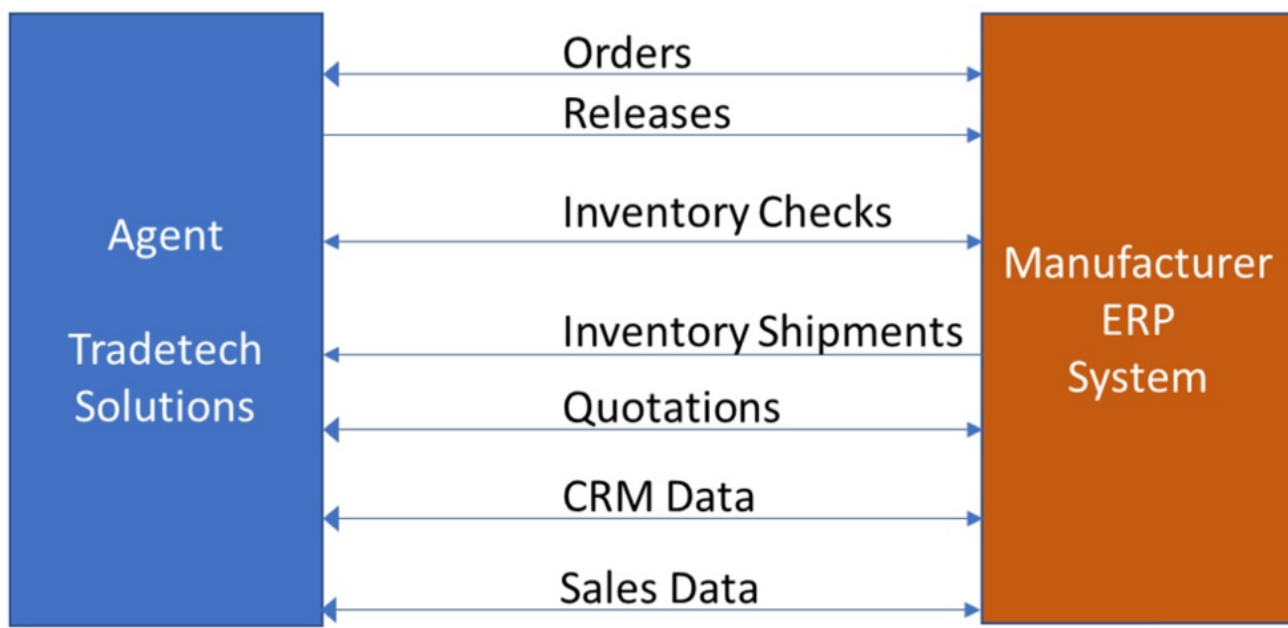 Agent
Tradetech
Solutions
Orders
Releases
Inventory Checks
Inventory Shipments
Quotations
CRM Data
Sales Data
Manufacturer
ERP
System